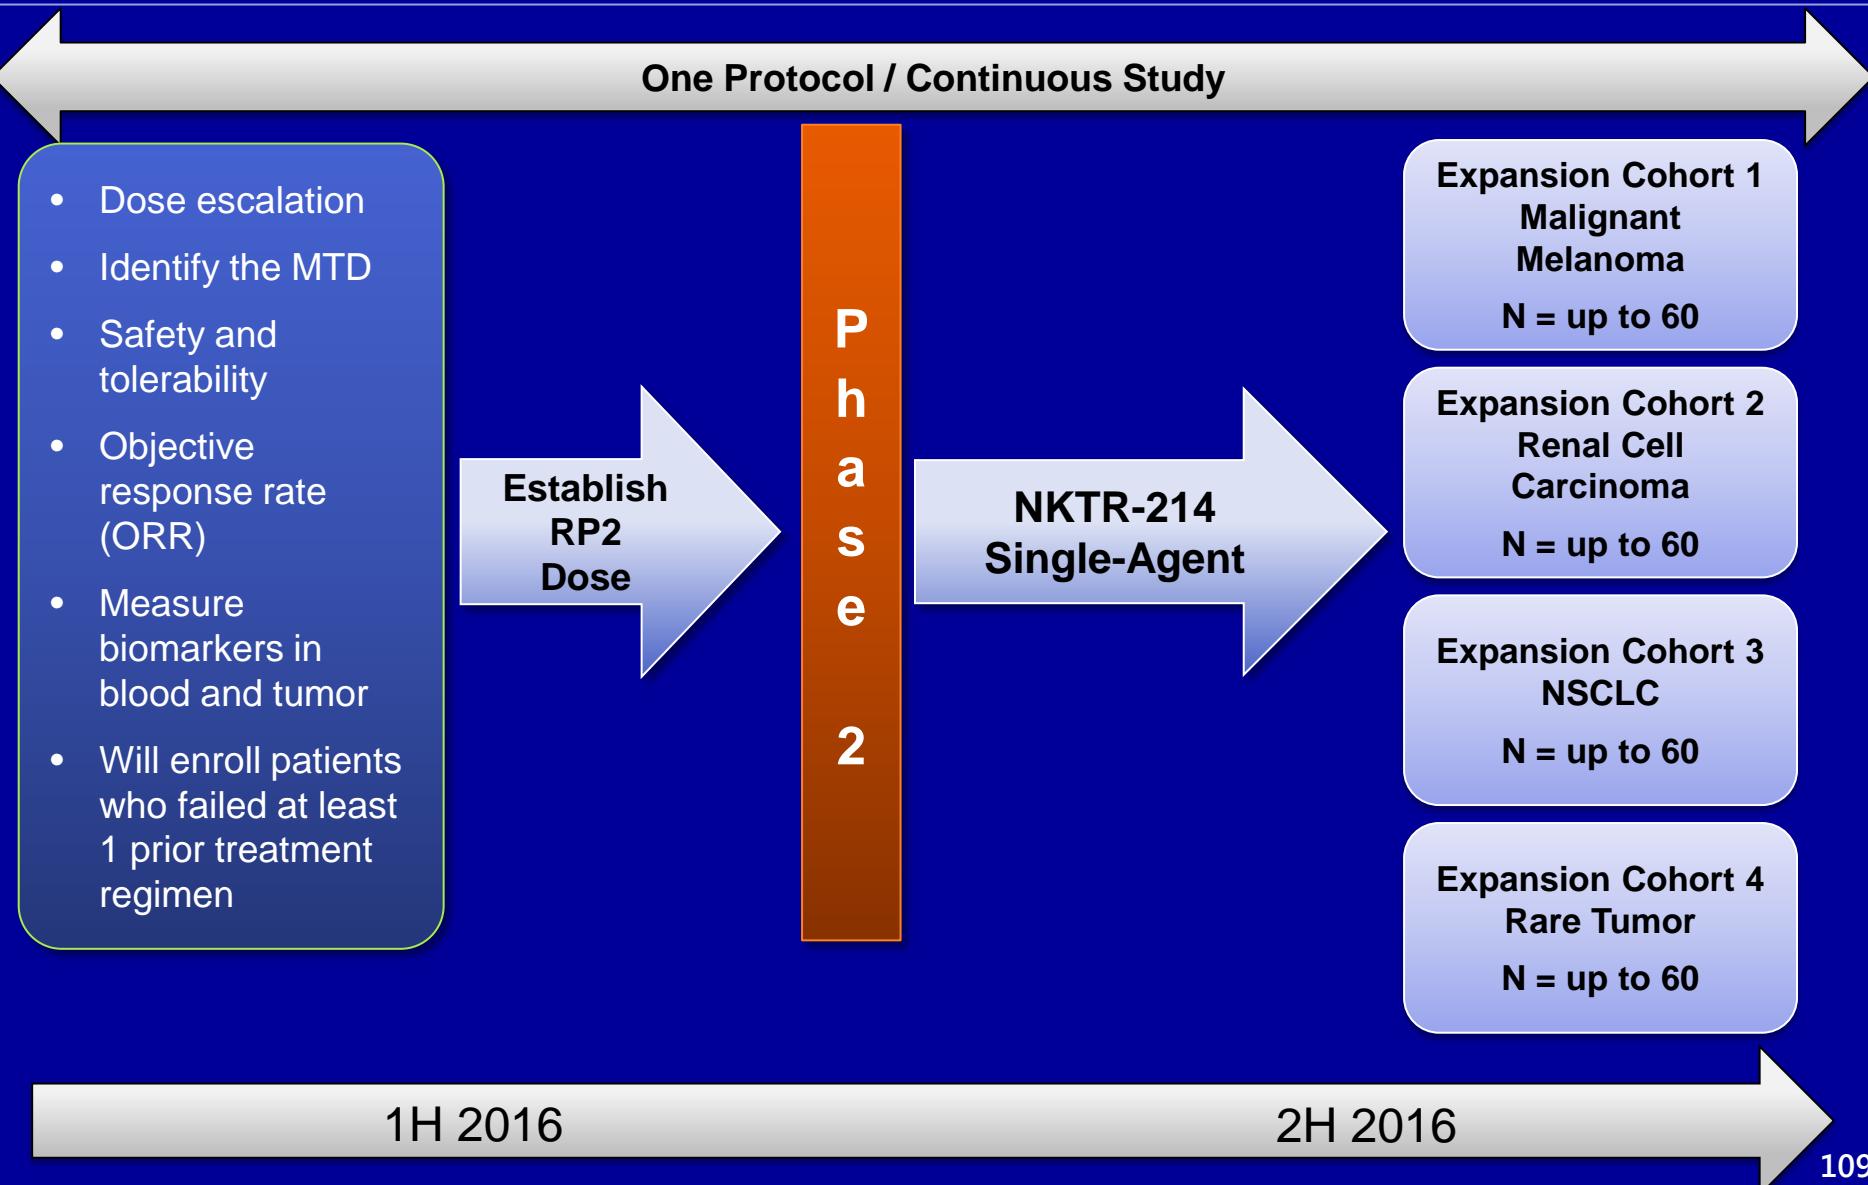 One Protocol / Continuous Study
• Dose escalation
• Identify the MTD
• Safety and
tolerability
• Objective
response rate
(ORR)
• Measure
biomarkers in
blood and tumor
• Will enroll patients
who failed at least
1 prior treatment
regimen
Establish
RP2
Dose
P
h
a
s
e
2
NKTR-214
Single-Agent
Expansion Cohort 1
Malignant
Melanoma
N = up to 60
Expansion Cohort 2
Renal Cell
Carcinoma
N = up to 60
Expansion Cohort 3
NSCLC
N = up to 60
Expansion Cohort 4
Rare Tumor
N = up to 60
1H 2016
2H 2016
109